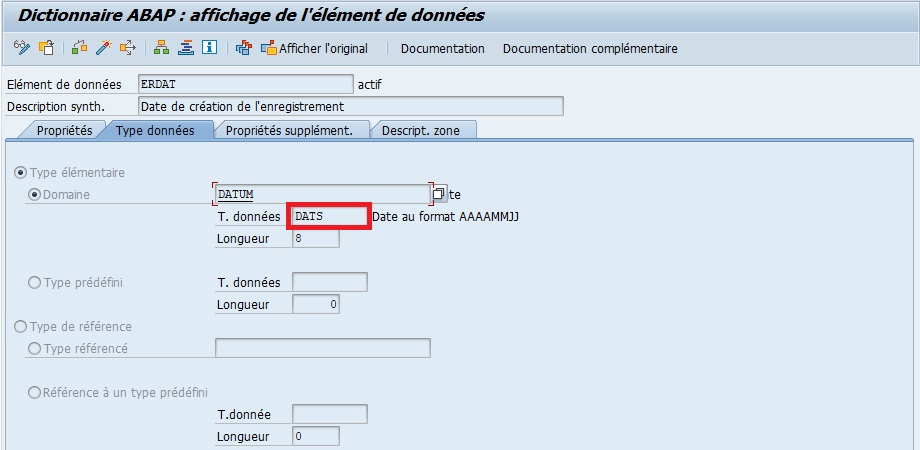 Dictionnaire ABAP : affichage de l'élément de données
Afficher l'original Documentation Documentation complémentaire
Elément de données ERDAT actif
Description synth. Date de création de l'enregistrement
Propriétés Type données Propriétés supplément. Descript. zone
Type élémentaire
Domaine DATUM te
T. données DATS Date au format AAAAMMJJ
Longueur 8
Type prédéfini T. données
Longueur 0
Type de référence
Type référencé
Référence à un type prédéfini
T.donnée
Longueur 0